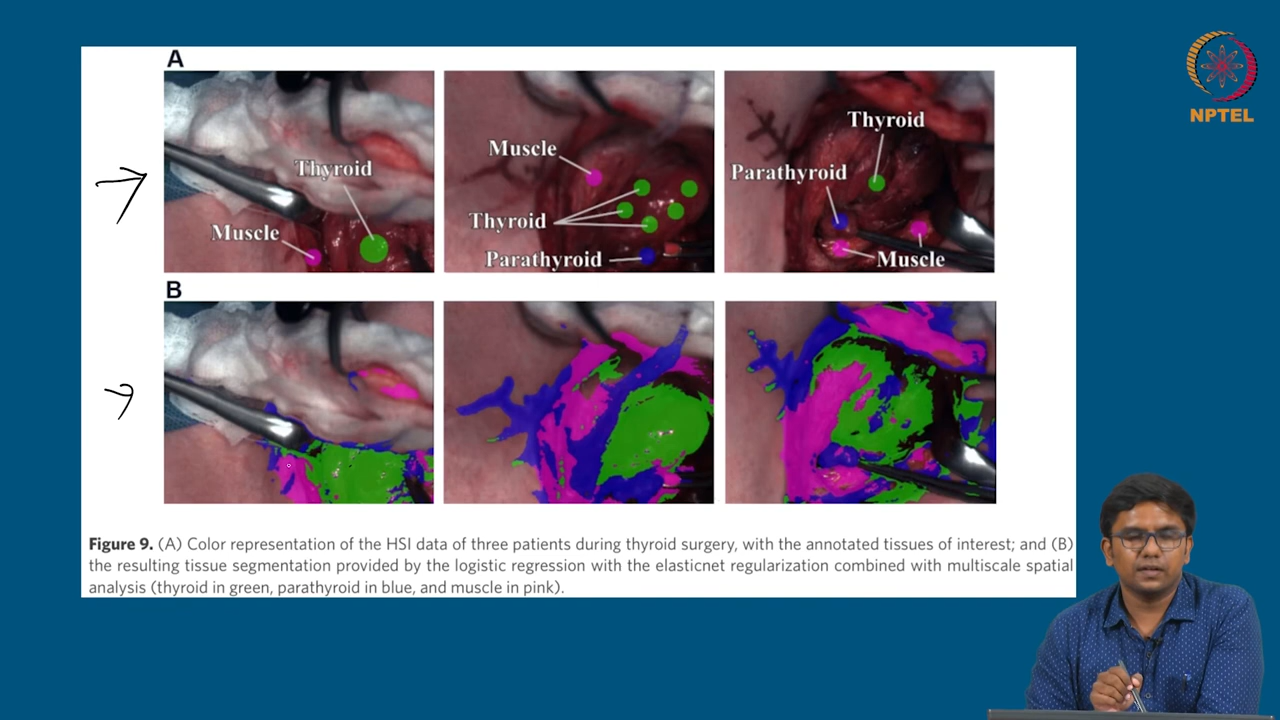 A
Thyroid
Muscle
Muscle
Thyroid
Parathyroid
Thyroid
Parathyroid
Muscle
B
Figure 9. (A) Color representation of the HSI data of three patients during thyroid surgery, with the annotated tissues of interest; and (B)
the resulting tissue segmentation provided by the logistic regression with the elasticnet regularization combined with multiscale spatial
analysis (thyroid in green, parathyroid in blue, and muscle in pink).
NPTEL